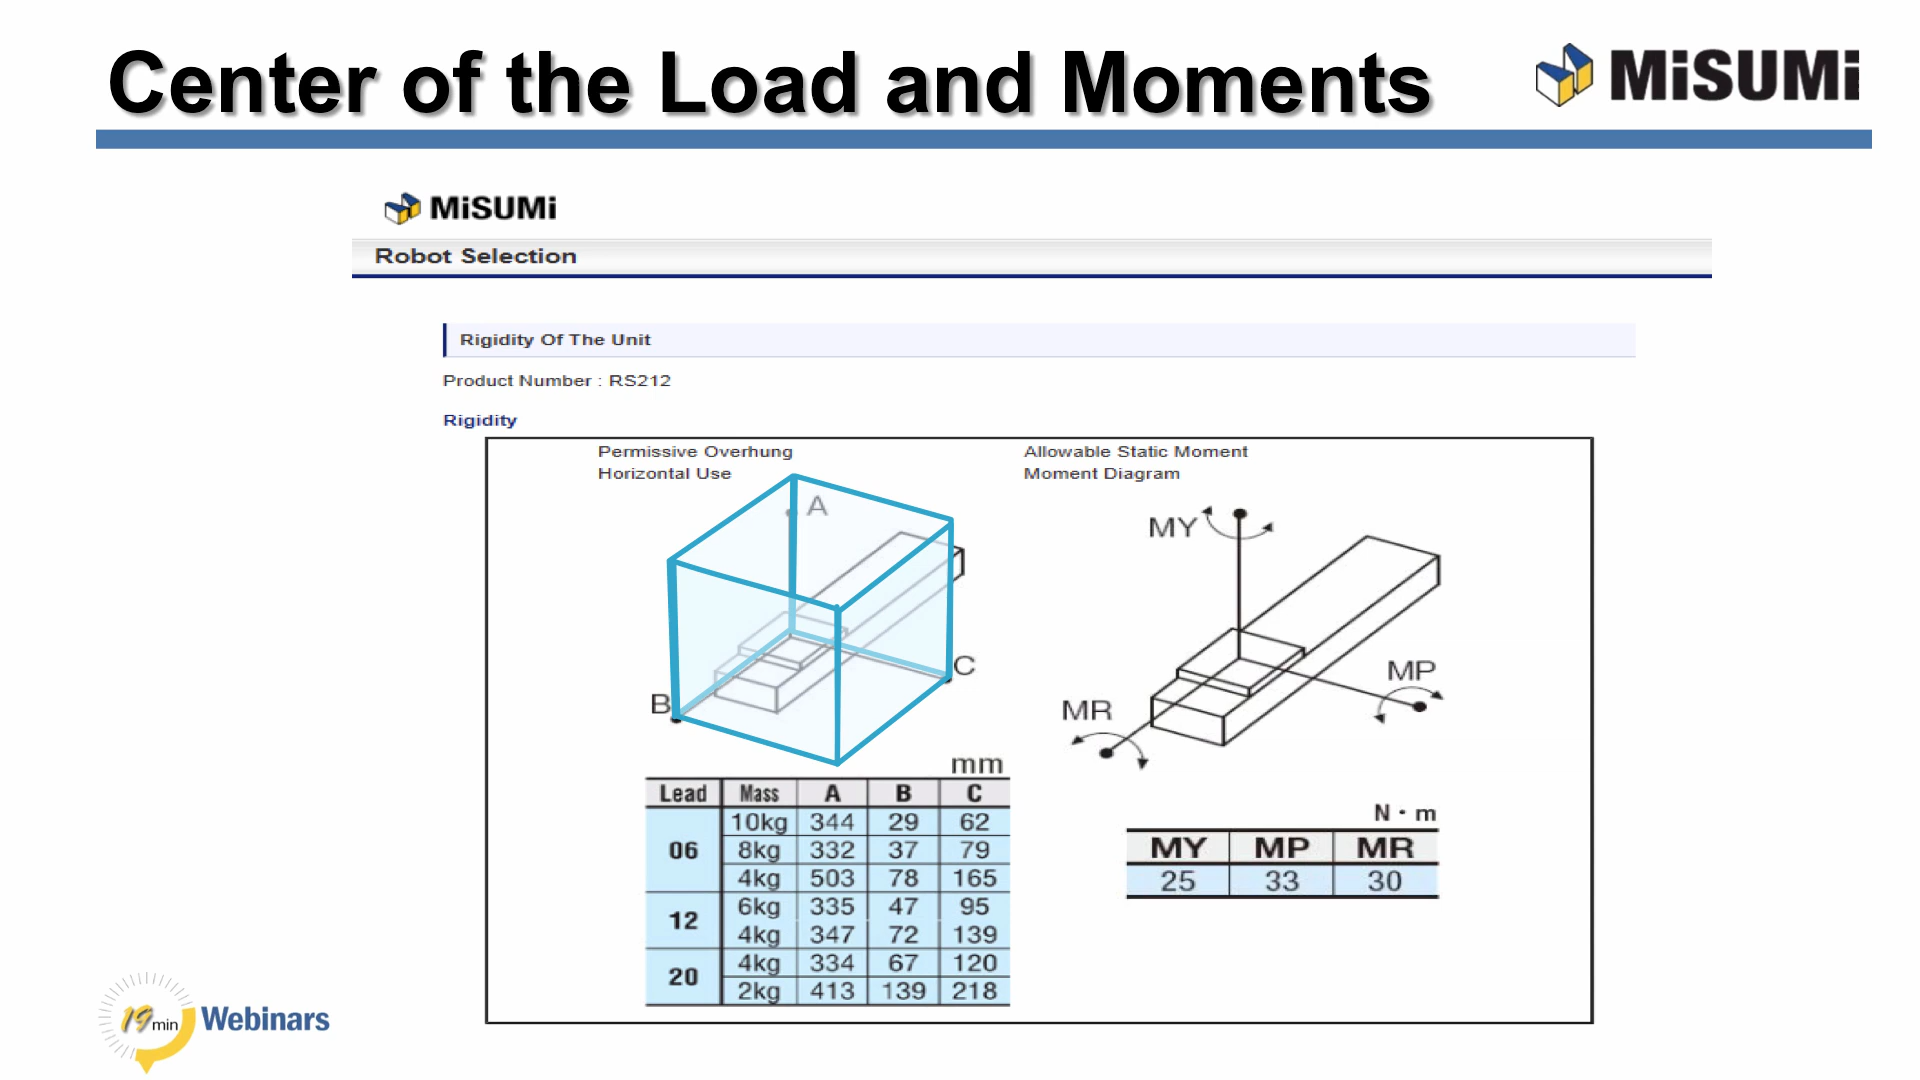 Center of the Load and Moments
MiSUMi
MiSUMi
Robot Selection
Rigidity Of The Unit
Product Number : RS212
Rigidity
Permissive Overhung
Horizontal Use
A
B
C
mm
Lead Mass A B C
06 10kg 344 29 62
8kg 332 37 79
4kg 503 78 165
12 6kg 335 47 95
4kg 347 72 139
20 4kg 334 67 120
2kg 413 139 218
Allowable Static Moment
Moment Diagram
MY
MP
MR
N・m
MY MP MR
25 33 30
19 min Webinars